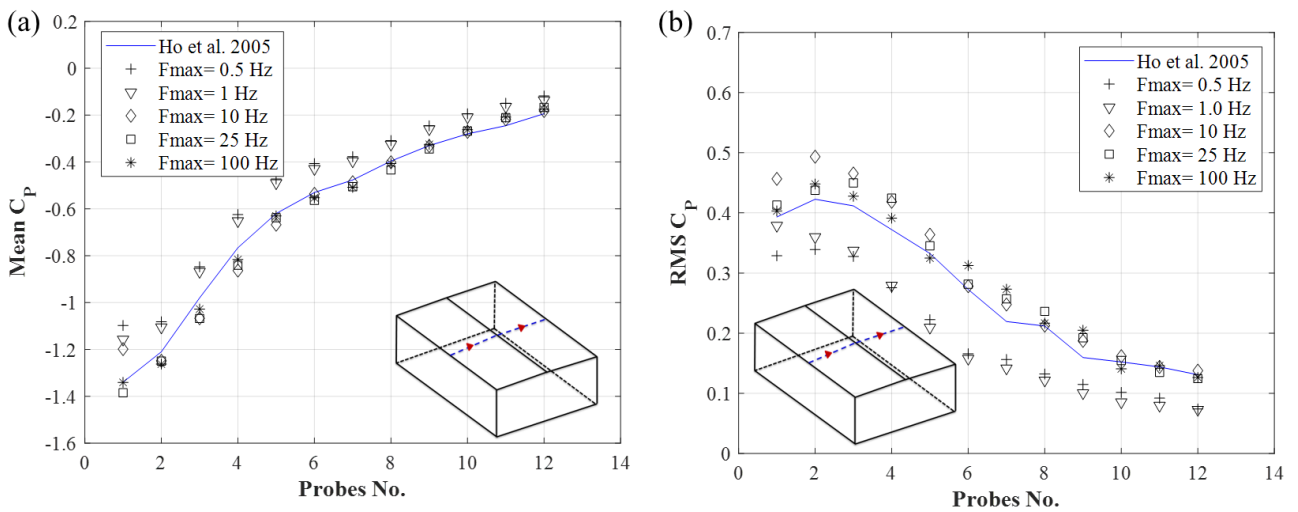 (a)
0.2
0
-0.2
-0.4
-0.6
-0.8
-1
-1.2
-1.4
-1.6
Mean C_P
Ho et al. 2005
Fmax= 0.5 Hz
Fmax= 1 Hz
Fmax= 10 Hz
Fmax= 25 Hz
Fmax= 100 Hz
0 2 4 6 8 10 12 14
Probes No.
(b)
0.7
0.6
0.5
0.4
0.3
0.2
0.1
0
RMS C_P
Ho et al. 2005
Fmax= 0.5 Hz
Fmax= 1.0 Hz
Fmax= 10 Hz
Fmax= 25 Hz
Fmax= 100 Hz
0 2 4 6 8 10 12 14
Probes No.